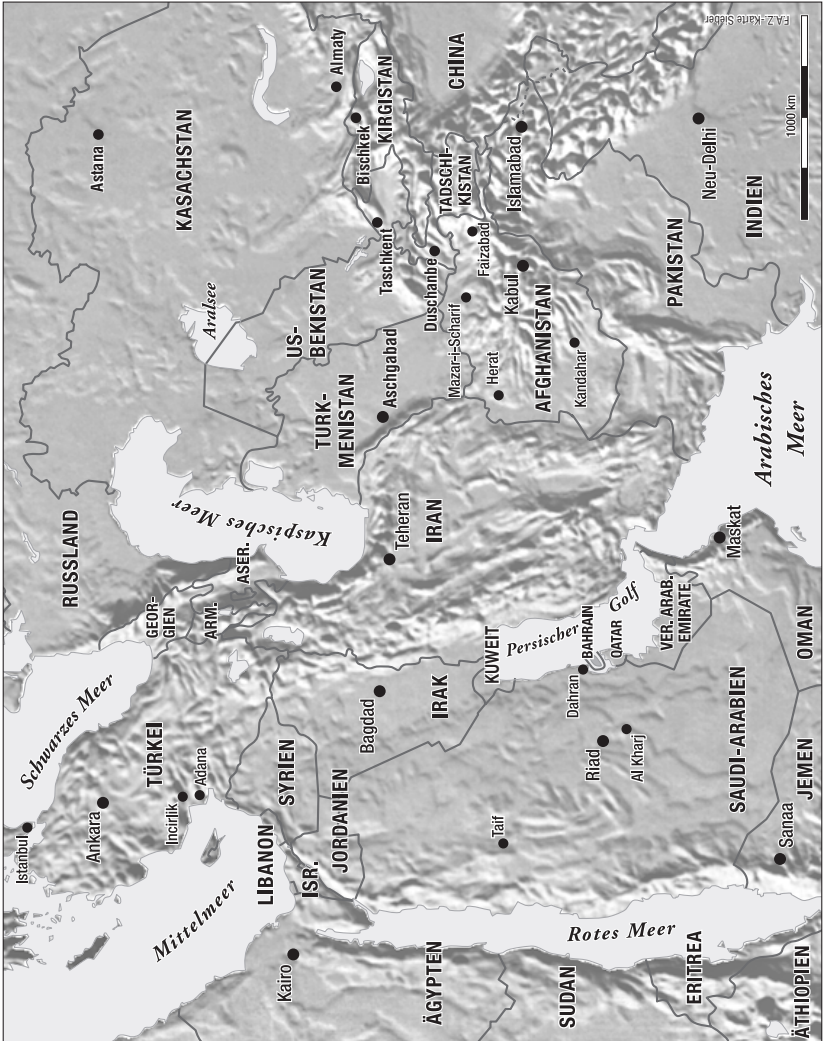 Istanbul
Schwarzes Meer
RUSSLAND
Astana
KASACHSTAN
Ankara
TÜRKEI
Incirlik
Adana
GEOR-
GIEN
ARM.
ASER.
Kaspisches Meer
Aralsee
US-
BEKISTAN
TURK-
MENISTAN
Aschgabad
Taschkent
Bischkek
Almaty
KIRGISTAN
CHINA
TADSCHI-
KISTAN
Duschanbe
Faizabad
Mazar-i-Scharif
Herat
Kabul
AFGHANISTAN
Kandahar
Islamabad
PAKISTAN
Neu-Delhi
INDIEN
Mittelmeer
LIBANON
SYRIEN
ISR.
JORDANIEN
Bagdad
IRAK
Teheran
IRAN
KUWEIT
Persischer
Golf
BAHRAIN
QATAR
VER. ARAB.
EMIRATE
Dahran
Riad
Al Kharj
Taif
SAUDI-ARABIEN
Maskat
OMAN
JEMEN
Sanaa
Arabisches
Meer
Kairo
ÄGYPTEN
Rotes Meer
SUDAN
ERITREA
ÄTHIOPIEN
1000 km
F.A.Z.-Karte Sieber